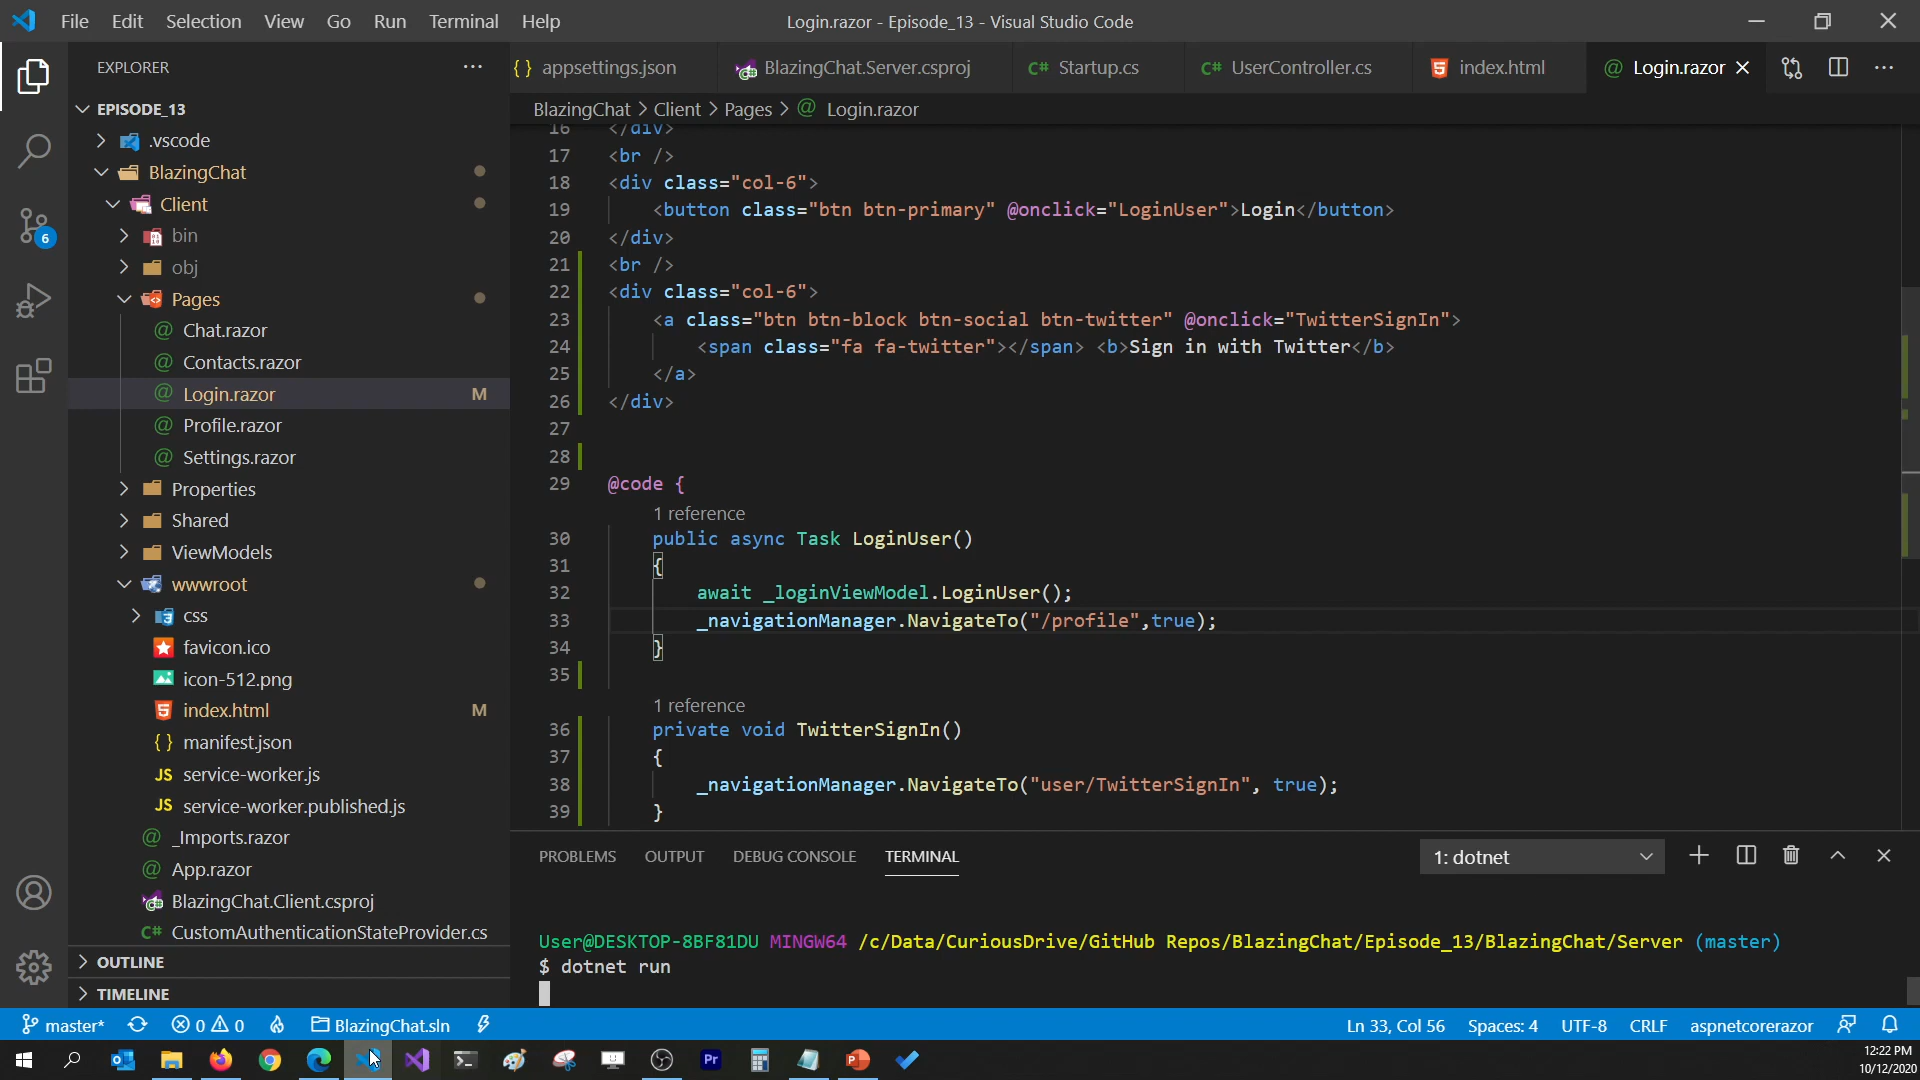 File Edit Selection View Go Run Terminal Help
Login.razor - Episode_13 - Visual Studio Code
EXPLORER
EPISODE_13
.vscode
BlazingChat
Client
bin
obj
Pages
Chat.razor
Contacts.razor
Login.razor M
Profile.razor
Settings.razor
Properties
Shared
ViewModels
wwwroot
css
favicon.ico
icon-512.png
index.html M
manifest.json
JS service-worker.js
JS service-worker.published.js
_Imports.razor
App.razor
BlazingChat.Client.csproj
C# CustomAuthenticationStateProvider.cs
OUTLINE
TIMELINE
6
{ } appsettings.json
BlazingChat.Server.csproj
C# Startup.cs
C# UserController.cs
index.html
@ Login.razor
BlazingChat > Client > Pages > @ Login.razor
16 </div>
17 <br />
18 <div class="col-6">
19 <button class="btn btn-primary" @onclick="LoginUser">Login</button>
20 </div>
21 <br />
22 <div class="col-6">
23 <a class="btn btn-block btn-social btn-twitter" @onclick="TwitterSignIn">
24 <span class="fa fa-twitter"></span> <b>Sign in with Twitter</b>
25 </a>
26 </div>
27
28
29 @code {
1 reference
30 public async Task LoginUser()
31 {
32 await _loginViewModel.LoginUser();
33 _navigationManager.NavigateTo("/profile",true);
34 }
35
1 reference
36 private void TwitterSignIn()
37 {
38 _navigationManager.NavigateTo("user/TwitterSignIn", true);
39 }
PROBLEMS OUTPUT DEBUG CONSOLE TERMINAL
1: dotnet
User@DESKTOP-8BF81DU MINGW64 /c/Data/CuriousDrive/GitHub Repos/BlazingChat/Episode_13/BlazingChat/Server (master)
$ dotnet run
master* 0 0 BlazingChat.sln
Ln 33, Col 56 Spaces: 4 UTF-8 CRLF aspnetcorerazor
Pr
12:22 PM
10/12/2020